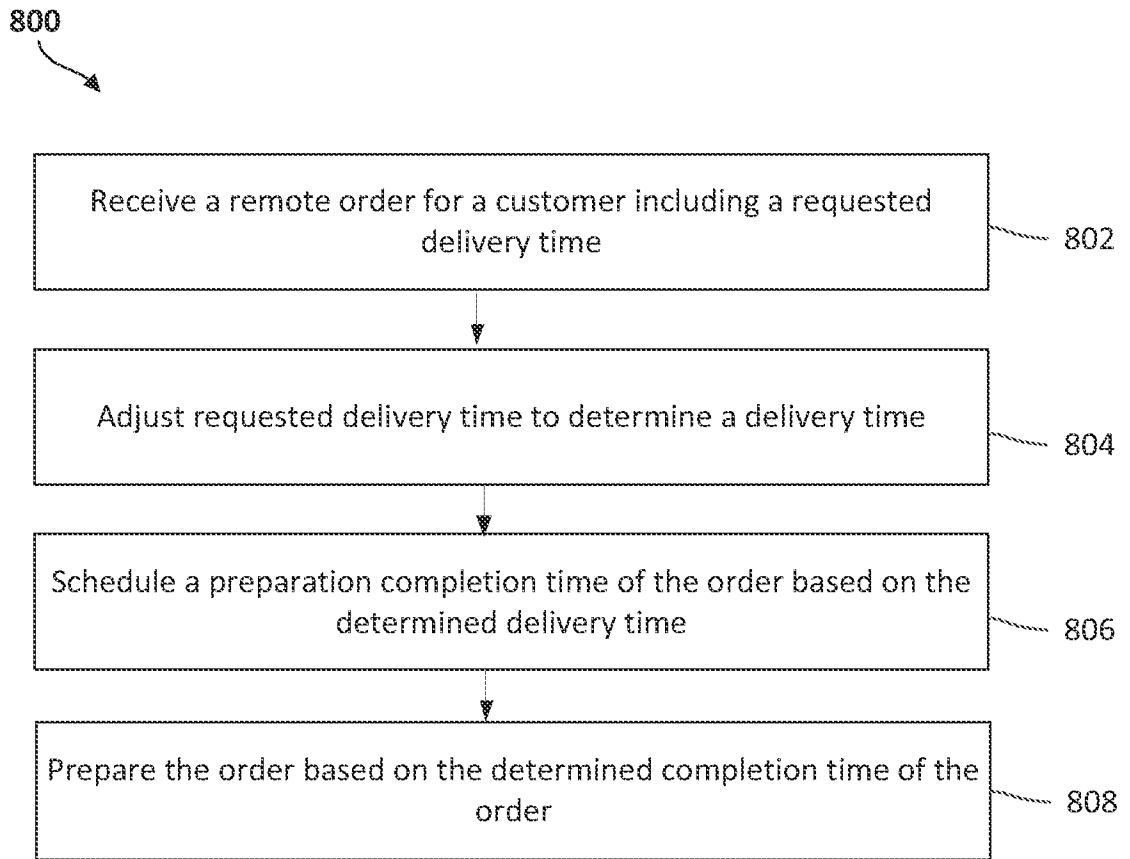 800
Receive a remote order for a customer including a requested
delivery time
802
Adjust requested delivery time to determine a delivery time
804
Schedule a preparation completion time of the order based on the
determined delivery time
806
Prepare the order based on the determined completion time of the
order
808